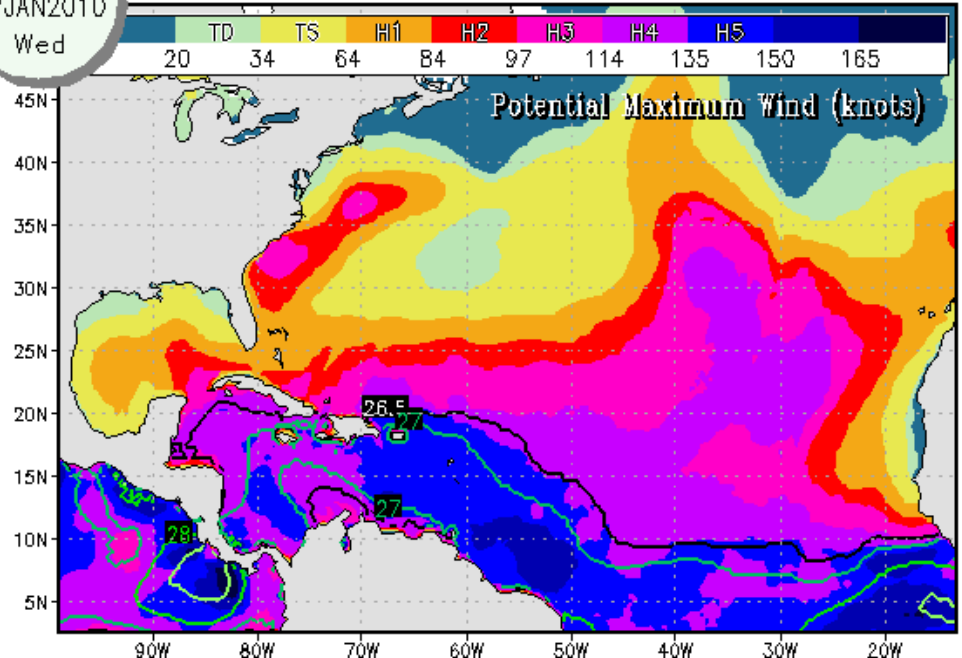 JAN2010
Wed
TD TS H1 H2 H3 H4 H5
20 34 64 84 97 114 135 150 165
Potential Maximum Wind (knots)
45N
40N
35N
30N
25N
20N
15N
10N
5N
26.5
27
27
28
90W 80W 70W 60W 50W 40W 30W 20W